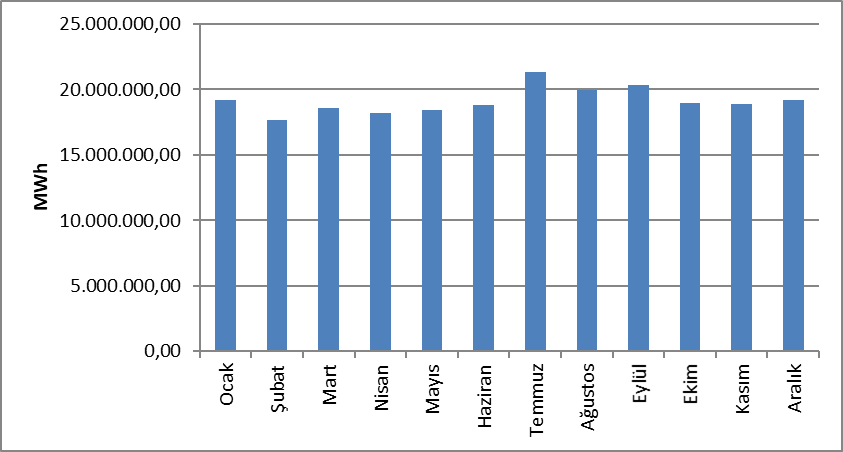 25.000.000,00
20.000.000,00
15.000.000,00
10.000.000,00
5.000.000,00
0,00
MWh
Ocak
Şubat
Mart
Nisan
Mayıs
Haziran
Temmuz
Ağustos
Eylül
Ekim
Kasım
Aralık